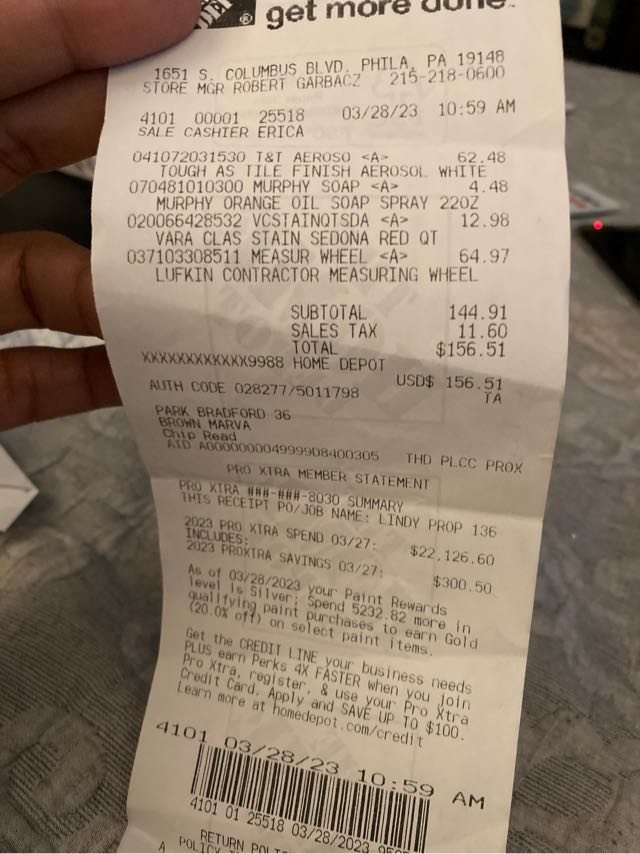 get more done.™
1651 S. COLUMBUS BLVD. PHILA, PA 19148
STORE MGR ROBERT GARBACZ 215-218-0600
4101 00001 25518 03/28/23 10:59 AM
SALE CASHIER ERICA
041072031530 T&T AEROSO <A> 62.48
TOUGH AS TILE FINISH AEROSOL WHITE
070481010300 MURPHY SOAP <A> 4.48
MURPHY ORANGE OIL SOAP SPRAY 22OZ
020066428532 VCSTAINQTSDA <A> 12.98
VARA CLAS STAIN SEDONA RED QT
037103308511 MEASUR WHEEL <A> 64.97
LUFKIN CONTRACTOR MEASURING WHEEL
SUBTOTAL 144.91
SALES TAX 11.60
TOTAL $156.51
XXXXXXXXXXXX9988 HOME DEPOT
USD$ 156.51
AUTH CODE 028277/5011798 TA
PARK BRADFORD 36
BROWN MARVA
Chip Read
AID A0000000049999D8400305 THD PLCC PROX
PRO XTRA MEMBER STATEMENT
PRO XTRA ###-###-8030 SUMMARY
THIS RECEIPT PO/JOB NAME: LINDY PROP 136
2023 PRO XTRA SPEND 03/27: $22,126.60
INCLUDES:
2023 PROXTRA SAVINGS 03/27: $300.50
As of 03/28/2023 your Paint Rewards
level is Silver; Spend 5232.82 more in
qualifying paint purchases to earn Gold
(20.0% off) on select paint items.
Get the CREDIT LINE your business needs
PLUS earn Perks 4X FASTER when you join
Pro Xtra, register, & use your Pro Xtra
Credit Card. Apply and SAVE UP TO $100.
Learn more at homedepot.com/credit
4101 03/28/23 10:59 AM
4101 01 25518 03/28/2023
RETURN
POLICY
A